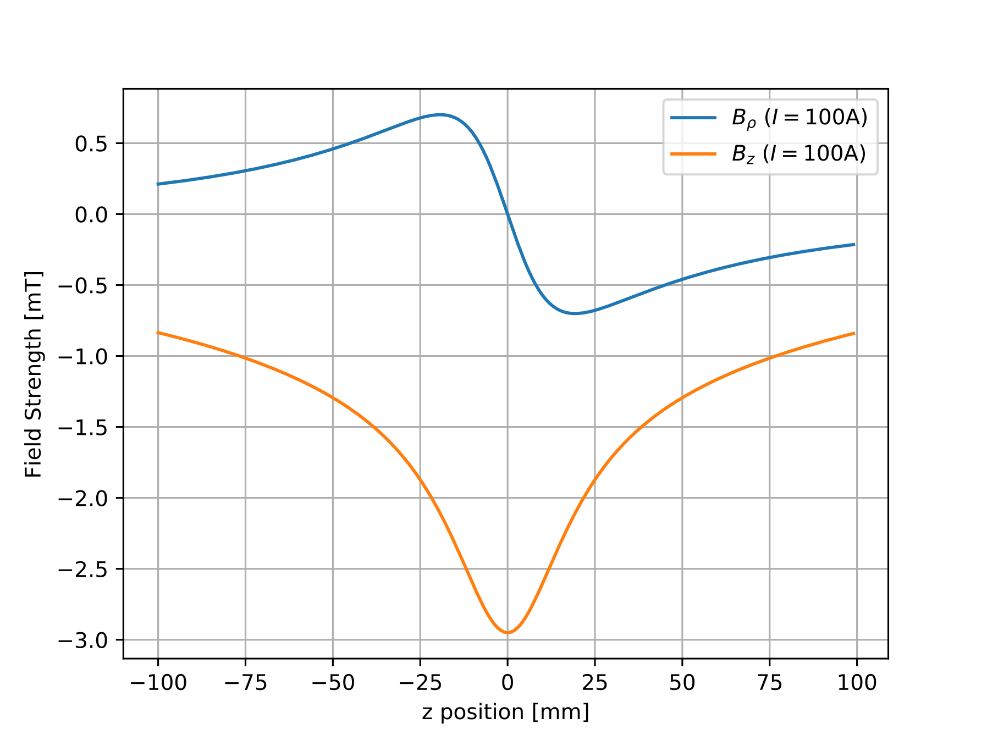 B_ρ (I = 100A)
B_z (I = 100A)
0.5
0.0
−0.5
−1.0
−1.5
−2.0
−2.5
−3.0
Field Strength [mT]
−100 −75 −50 −25 0 25 50 75 100
z position [mm]